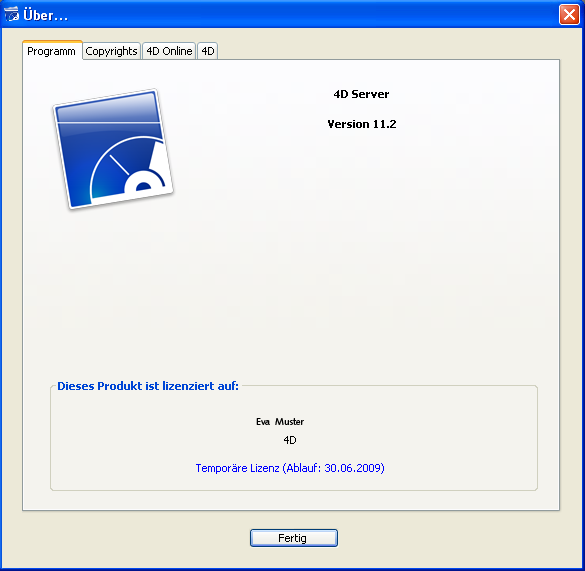 Über...
Programm Copyrights 4D Online 4D
4D Server
Version 11.2
Dieses Produkt ist lizenziert auf:
Eva Muster
4D
Temporäre Lizenz (Ablauf: 30.06.2009)
Fertig